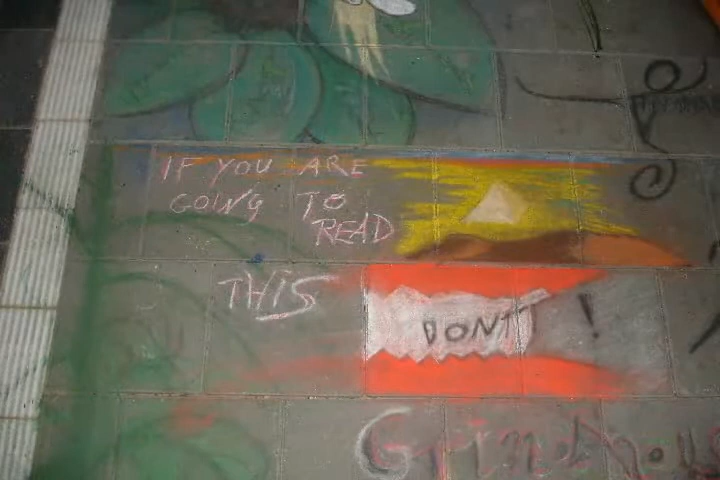 IF YOU ARE
GOING TO
READ
THIS
DONT !